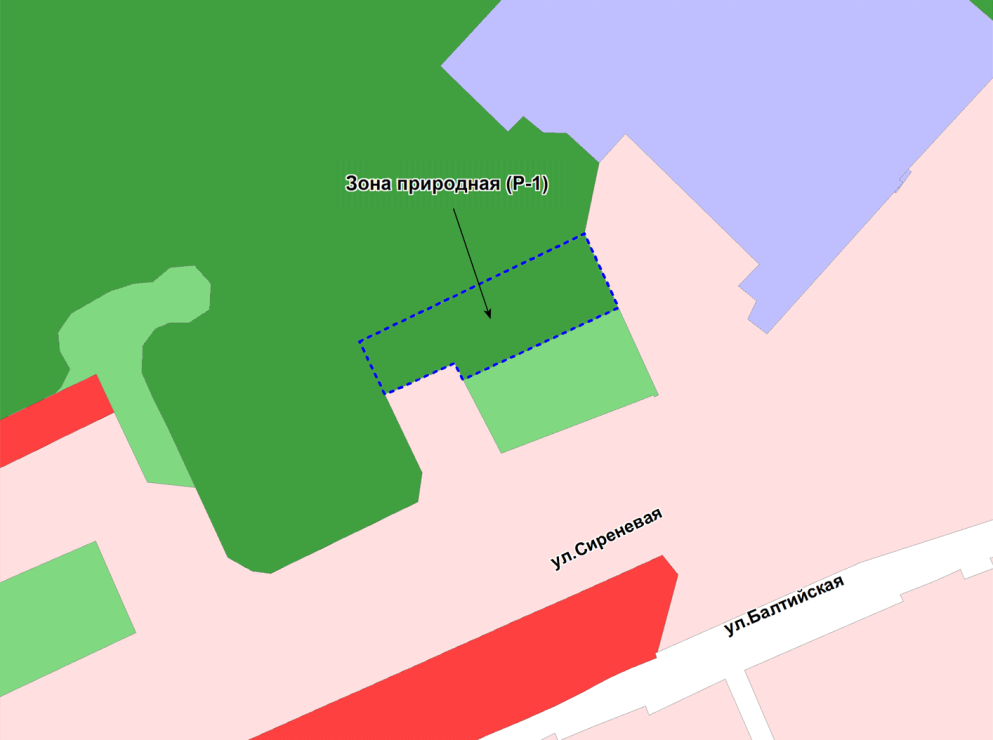 Зона природная (Р-1)
ул.Сиреневая
ул.Балтийская